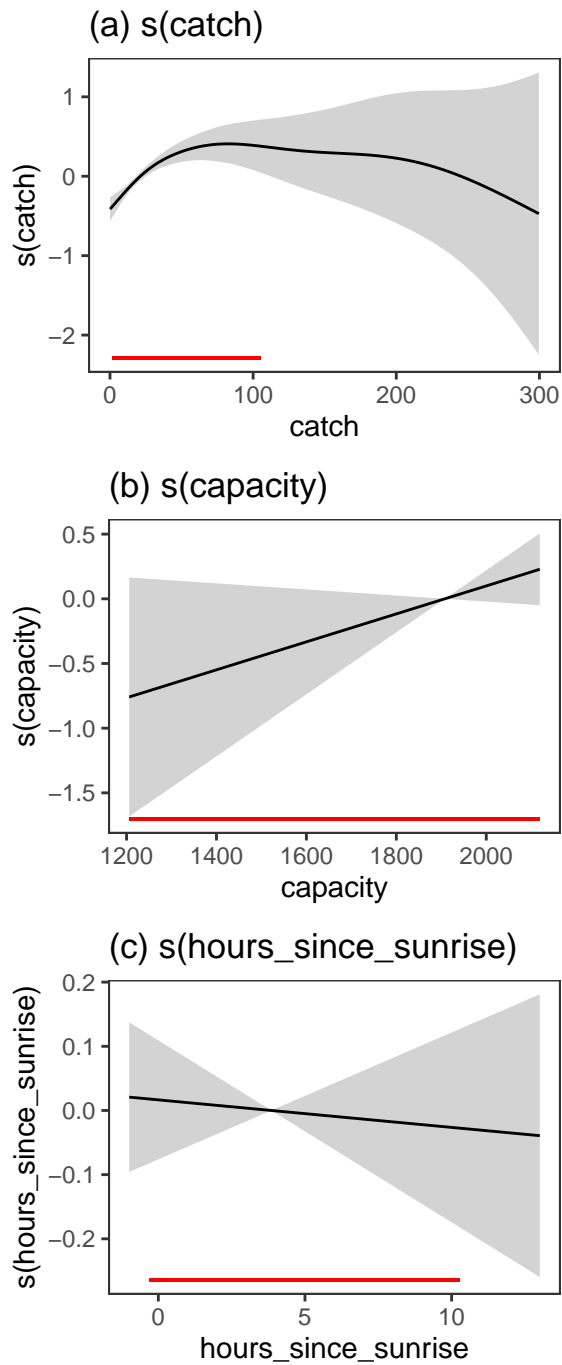 (a) s(catch)
s(catch)
1
0
−1
−2
0 100 200 300
catch
(b) s(capacity)
s(capacity)
0.5
0.0
−0.5
−1.0
−1.5
1200 1400 1600 1800 2000
capacity
(c) s(hours_since_sunrise)
s(hours_since_sunrise)
0.2
0.1
0.0
−0.1
−0.2
0 5 10
hours_since_sunrise